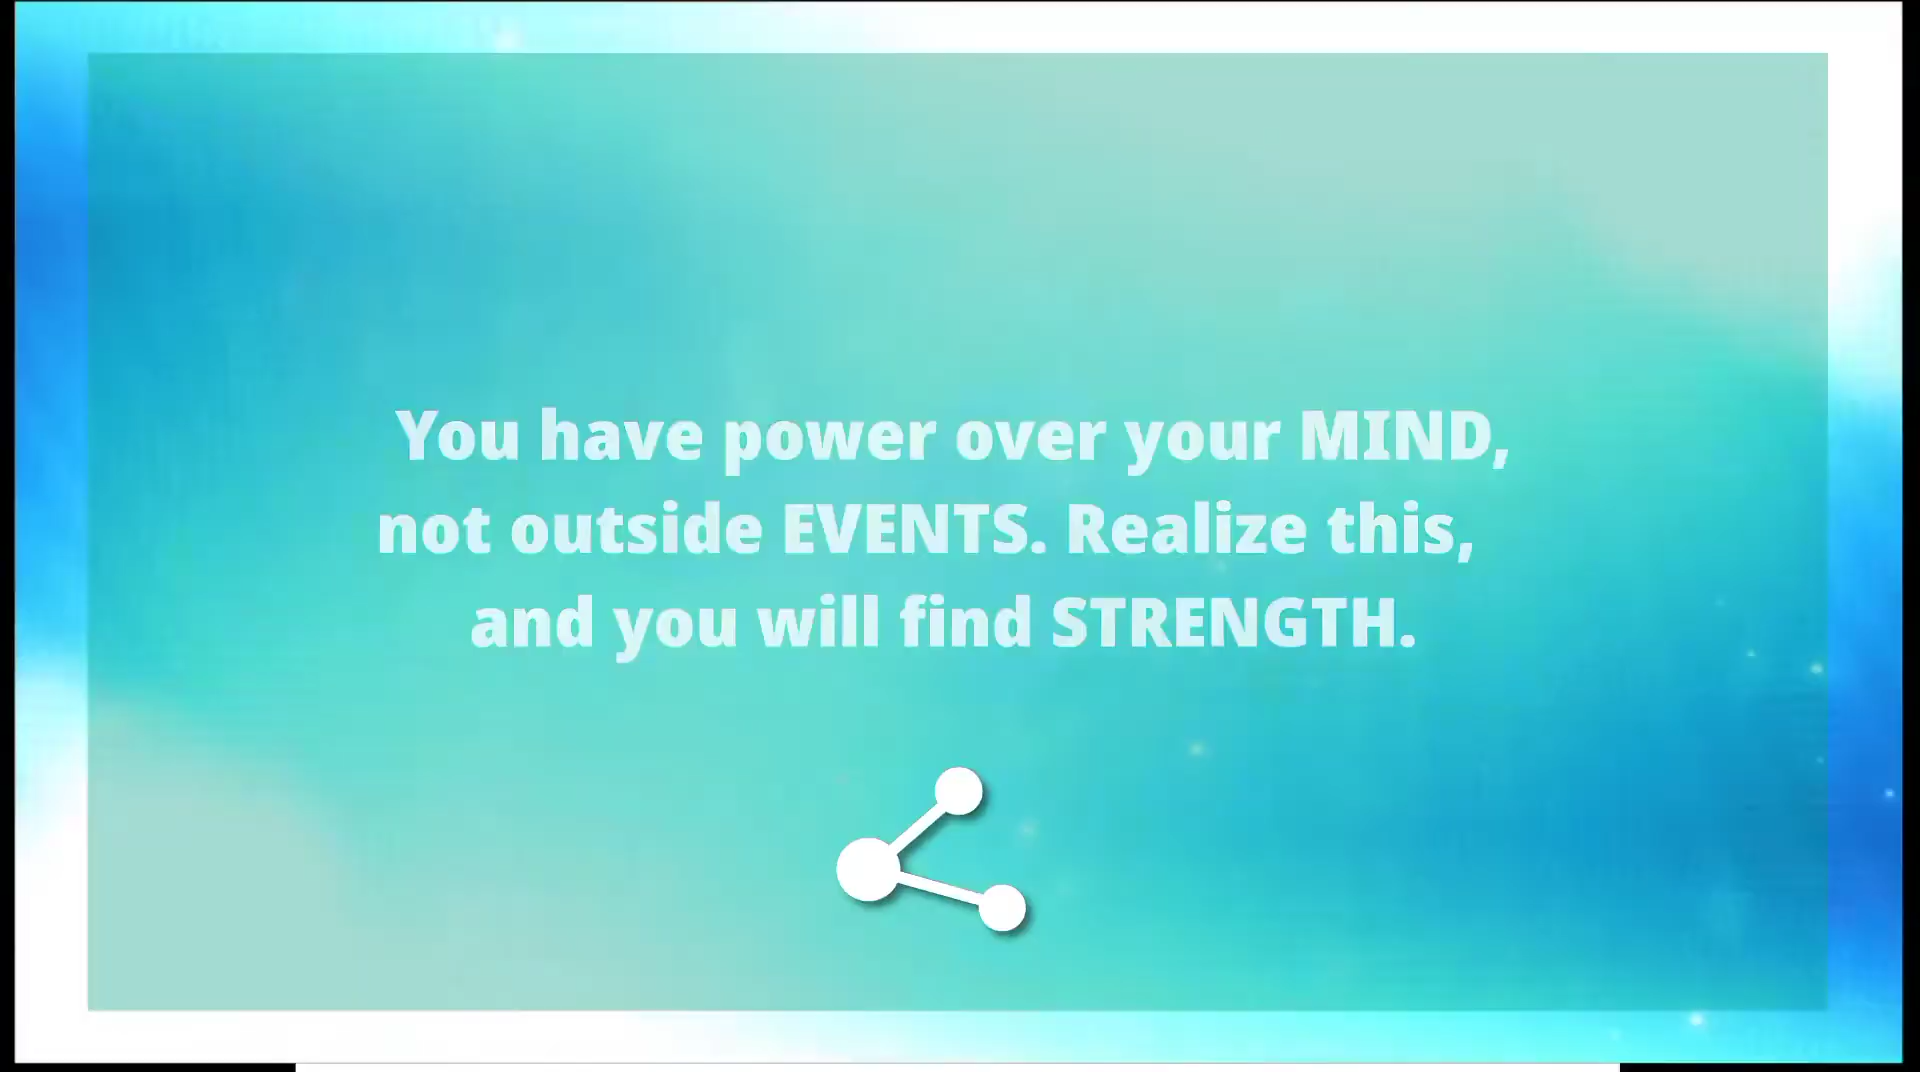 You have power over your MIND,
not outside EVENTS. Realize this,
and you will find STRENGTH.